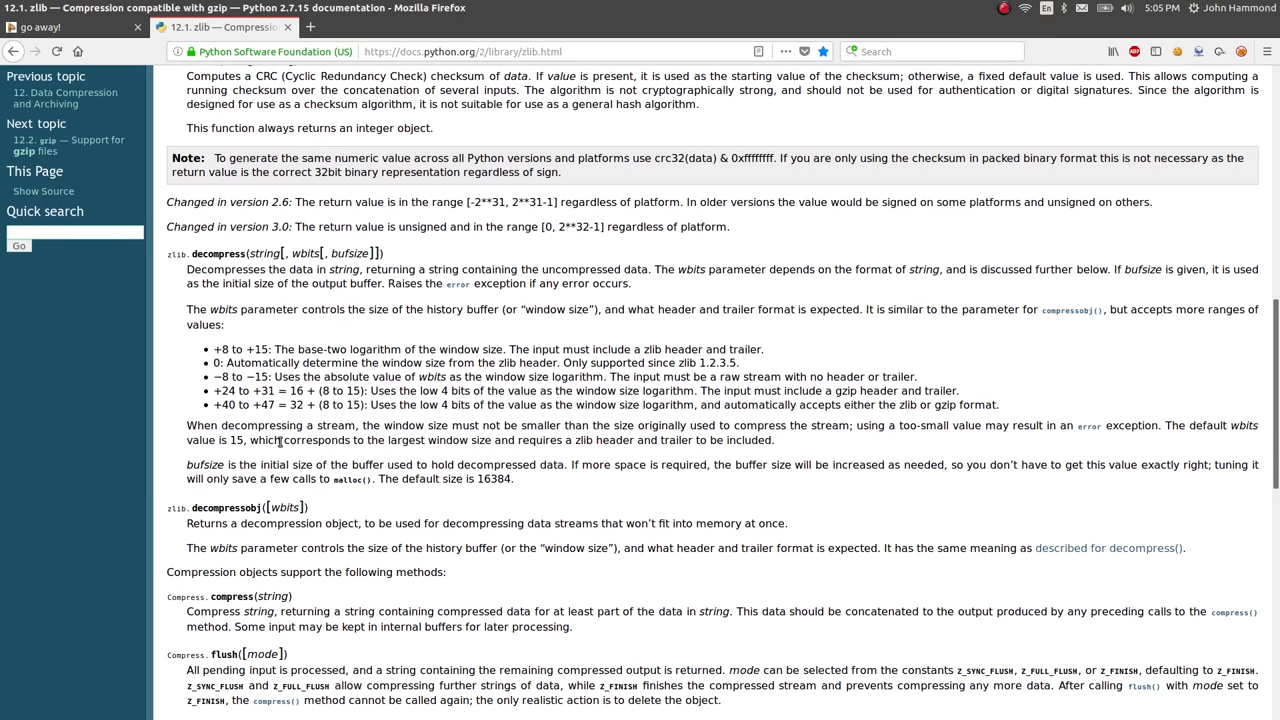 12.1. zlib — Compression compatible with gzip — Python 2.7.15 documentation - Mozilla Firefox
En
5:05 PM
John Hammond
go away!
12.1. zlib — Compression
Python Software Foundation (US)
https://docs.python.org/2/library/zlib.html
Search
Previous topic
12. Data Compression
and Archiving
Next topic
12.2. gzip — Support for
gzip files
This Page
Show Source
Quick search
Go
Computes a CRC (Cyclic Redundancy Check) checksum of data. If value is present, it is used as the starting value of the checksum; otherwise, a fixed default value is used. This allows computing a
running checksum over the concatenation of several inputs. The algorithm is not cryptographically strong, and should not be used for authentication or digital signatures. Since the algorithm is
designed for use as a checksum algorithm, it is not suitable for use as a general hash algorithm.
This function always returns an integer object.
Note: To generate the same numeric value across all Python versions and platforms use crc32(data) & 0xffffffff. If you are only using the checksum in packed binary format this is not necessary as the
return value is the correct 32bit binary representation regardless of sign.
Changed in version 2.6: The return value is in the range [-2**31, 2**31-1] regardless of platform. In older versions the value would be signed on some platforms and unsigned on others.
Changed in version 3.0: The return value is unsigned and in the range [0, 2**32-1] regardless of platform.
zlib.decompress(string[, wbits[, bufsize]])
Decompresses the data in string, returning a string containing the uncompressed data. The wbits parameter depends on the format of string, and is discussed further below. If bufsize is given, it is used
as the initial size of the output buffer. Raises the error exception if any error occurs.
The wbits parameter controls the size of the history buffer (or “window size”), and what header and trailer format is expected. It is similar to the parameter for compressobj(), but accepts more ranges of
values:
• +8 to +15: The base-two logarithm of the window size. The input must include a zlib header and trailer.
• 0: Automatically determine the window size from the zlib header. Only supported since zlib 1.2.3.5.
• −8 to −15: Uses the absolute value of wbits as the window size logarithm. The input must be a raw stream with no header or trailer.
• +24 to +31 = 16 + (8 to 15): Uses the low 4 bits of the value as the window size logarithm. The input must include a gzip header and trailer.
• +40 to +47 = 32 + (8 to 15): Uses the low 4 bits of the value as the window size logarithm, and automatically accepts either the zlib or gzip format.
When decompressing a stream, the window size must not be smaller than the size originally used to compress the stream; using a too-small value may result in an error exception. The default wbits
value is 15, which corresponds to the largest window size and requires a zlib header and trailer to be included.
bufsize is the initial size of the buffer used to hold decompressed data. If more space is required, the buffer size will be increased as needed, so you don’t have to get this value exactly right; tuning it
will only save a few calls to malloc(). The default size is 16384.
zlib.decompressobj([wbits])
Returns a decompression object, to be used for decompressing data streams that won’t fit into memory at once.
The wbits parameter controls the size of the history buffer (or the “window size”), and what header and trailer format is expected. It has the same meaning as described for decompress().
Compression objects support the following methods:
Compress.compress(string)
Compress string, returning a string containing compressed data for at least part of the data in string. This data should be concatenated to the output produced by any preceding calls to the compress()
method. Some input may be kept in internal buffers for later processing.
Compress.flush([mode])
All pending input is processed, and a string containing the remaining compressed output is returned. mode can be selected from the constants Z_SYNC_FLUSH, Z_FULL_FLUSH, or Z_FINISH, defaulting to Z_FINISH.
Z_SYNC_FLUSH and Z_FULL_FLUSH allow compressing further strings of data, while Z_FINISH finishes the compressed stream and prevents compressing any more data. After calling flush() with mode set to
Z_FINISH, the compress() method cannot be called again; the only realistic action is to delete the object.